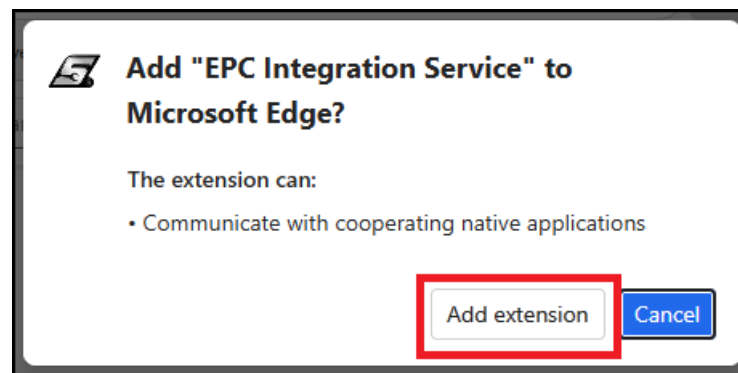 Add "EPC Integration Service" to
Microsoft Edge?
The extension can:
• Communicate with cooperating native applications
Add extension
Cancel